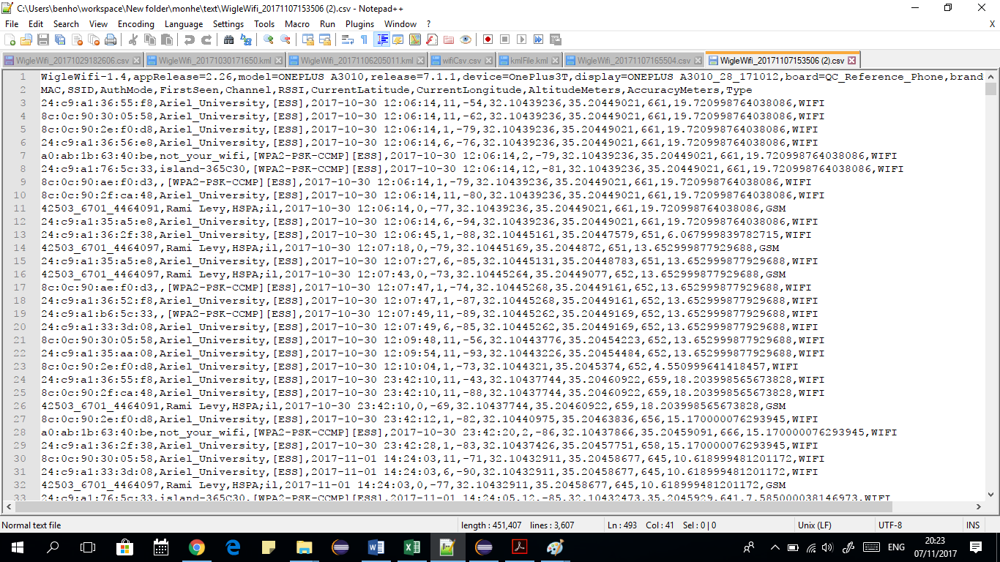 C:\Users\benho\workspace\New folder\monhe\text\WigleWifi_20171107153506 (2).csv - Notepad++
File Edit Search View Encoding Language Settings Tools Macro Run Plugins Window ? X
WigleWifi_20171029182606.csv WigleWifi_20171030171650.kml WigleWifi_20171106205011.kml wifiCsv.csv kmlFile.kml WigleWifi_20171107165504.csv WigleWifi_20171107153506 (2).csv
1 WigleWifi-1.4,appRelease=2.26,model=ONEPLUS A3010,release=7.1.1,device=OnePlus3T,display=ONEPLUS A3010_28_171012,board=QC_Reference_Phone,brand
2 MAC,SSID,AuthMode,FirstSeen,Channel,RSSI,CurrentLatitude,CurrentLongitude,AltitudeMeters,AccuracyMeters,Type
3 24:c9:a1:36:55:f8,Ariel_University,[ESS],2017-10-30 12:06:14,11,-54,32.10439236,35.20449021,661,19.720998764038086,WIFI
4 8c:0c:90:30:05:58,Ariel_University,[ESS],2017-10-30 12:06:14,11,-62,32.10439236,35.20449021,661,19.720998764038086,WIFI
5 8c:0c:90:2e:f0:d8,Ariel_University,[ESS],2017-10-30 12:06:14,1,-79,32.10439236,35.20449021,661,19.720998764038086,WIFI
6 24:c9:a1:36:56:e8,Ariel_University,[ESS],2017-10-30 12:06:14,6,-76,32.10439236,35.20449021,661,19.720998764038086,WIFI
7 a0:ab:1b:63:40:be,not_your_wifi,[WPA2-PSK-CCMP][ESS],2017-10-30 12:06:14,2,-79,32.10439236,35.20449021,661,19.720998764038086,WIFI
8 24:c9:a1:76:5c:33,island-365C30,[WPA2-PSK-CCMP][ESS],2017-10-30 12:06:14,12,-81,32.10439236,35.20449021,661,19.720998764038086,WIFI
9 8c:0c:90:ae:f0:d3,,[WPA2-PSK-CCMP][ESS],2017-10-30 12:06:14,1,-79,32.10439236,35.20449021,661,19.720998764038086,WIFI
10 8c:0c:90:2f:ca:48,Ariel_University,[ESS],2017-10-30 12:06:14,11,-80,32.10439236,35.20449021,661,19.720998764038086,WIFI
11 42503_6701_4464091,Rami Levy,HSPA;il,2017-10-30 12:06:14,0,-77,32.10439236,35.20449021,661,19.720998764038086,GSM
12 24:c9:a1:35:a5:e8,Ariel_University,[ESS],2017-10-30 12:06:14,6,-94,32.10439236,35.20449021,661,19.720998764038086,WIFI
13 24:c9:a1:36:2f:38,Ariel_University,[ESS],2017-10-30 12:06:45,1,-88,32.10445161,35.20447579,651,6.067999839782715,WIFI
14 42503_6701_4464097,Rami Levy,HSPA;il,2017-10-30 12:07:18,0,-79,32.10445169,35.2044872,651,13.652999877929688,GSM
15 24:c9:a1:35:a5:e8,Ariel_University,[ESS],2017-10-30 12:07:27,6,-85,32.10445131,35.20448783,651,13.652999877929688,WIFI
16 42503_6701_4464097,Rami Levy,HSPA;il,2017-10-30 12:07:43,0,-73,32.10445264,35.20449077,652,13.652999877929688,GSM
17 8c:0c:90:ae:f0:d3,,[WPA2-PSK-CCMP][ESS],2017-10-30 12:07:47,1,-74,32.10445268,35.20449161,652,13.652999877929688,WIFI
18 24:c9:a1:36:52:f8,Ariel_University,[ESS],2017-10-30 12:07:47,1,-87,32.10445268,35.20449161,652,13.652999877929688,WIFI
19 24:c9:a1:b6:5c:33,,[WPA2-PSK-CCMP][ESS],2017-10-30 12:07:49,11,-89,32.10445262,35.20449169,652,13.652999877929688,WIFI
20 24:c9:a1:33:3d:08,Ariel_University,[ESS],2017-10-30 12:07:49,6,-85,32.10445262,35.20449169,652,13.652999877929688,WIFI
21 8c:0c:90:30:05:58,Ariel_University,[ESS],2017-10-30 12:09:48,11,-56,32.10443776,35.20454223,652,13.652999877929688,WIFI
22 24:c9:a1:35:aa:08,Ariel_University,[ESS],2017-10-30 12:09:54,11,-93,32.10443226,35.20454484,652,13.652999877929688,WIFI
23 8c:0c:90:2e:f0:d8,Ariel_University,[ESS],2017-10-30 12:10:04,1,-73,32.1044321,35.2045374,652,4.550999641418457,WIFI
24 24:c9:a1:36:55:f8,Ariel_University,[ESS],2017-10-30 23:42:10,11,-43,32.10437744,35.20460922,659,18.203998565673828,WIFI
25 8c:0c:90:2f:ca:48,Ariel_University,[ESS],2017-10-30 23:42:10,11,-88,32.10437744,35.20460922,659,18.203998565673828,WIFI
26 42503_6701_4464091,Rami Levy,HSPA;il,2017-10-30 23:42:10,0,-69,32.10437744,35.20460922,659,18.203998565673828,GSM
27 8c:0c:90:2e:f0:d8,Ariel_University,[ESS],2017-10-30 23:42:12,1,-82,32.10440975,35.20463836,656,15.170000076293945,WIFI
28 a0:ab:1b:63:40:be,not_your_wifi,[WPA2-PSK-CCMP][ESS],2017-10-30 23:42:20,2,-86,32.10437866,35.20459091,666,15.170000076293945,WIFI
29 24:c9:a1:36:2f:38,Ariel_University,[ESS],2017-10-30 23:42:28,1,-83,32.10437426,35.20457751,658,15.170000076293945,WIFI
30 8c:0c:90:30:05:58,Ariel_University,[ESS],2017-11-01 14:24:03,11,-71,32.10432911,35.20458677,645,10.618999481201172,WIFI
31 24:c9:a1:33:3d:08,Ariel_University,[ESS],2017-11-01 14:24:03,6,-90,32.10432911,35.20458677,645,10.618999481201172,WIFI
32 42503_6701_4464097,Rami Levy,HSPA;il,2017-11-01 14:24:03,0,-77,32.10432911,35.20458677,645,10.618999481201172,GSM
33 24:c9:a1:76:5c:33,island-365C30,[WPA2-PSK-CCMP][ESS],2017-11-01 14:24:05,12,-85,32.10432473,35.2045929,641,7.585000038146973,WIFI
Normal text file length : 451,407 lines : 3,607 Ln : 493 Col : 41 Sel : 0 | 0 Unix (LF) UTF-8 INS
ENG 20:23
07/11/2017